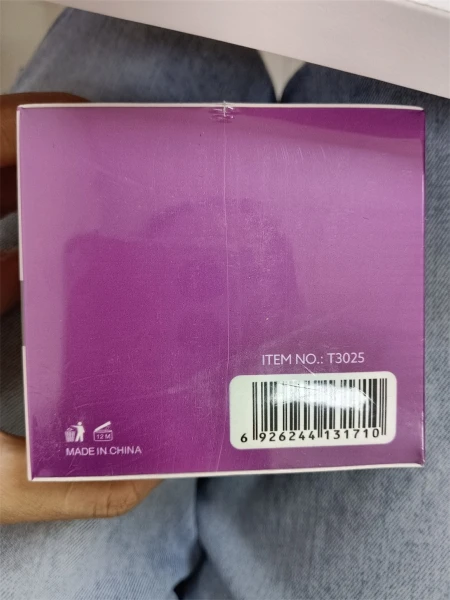 ITEM NO.: T3025
6 926244 131710
12 M
MADE IN CHINA